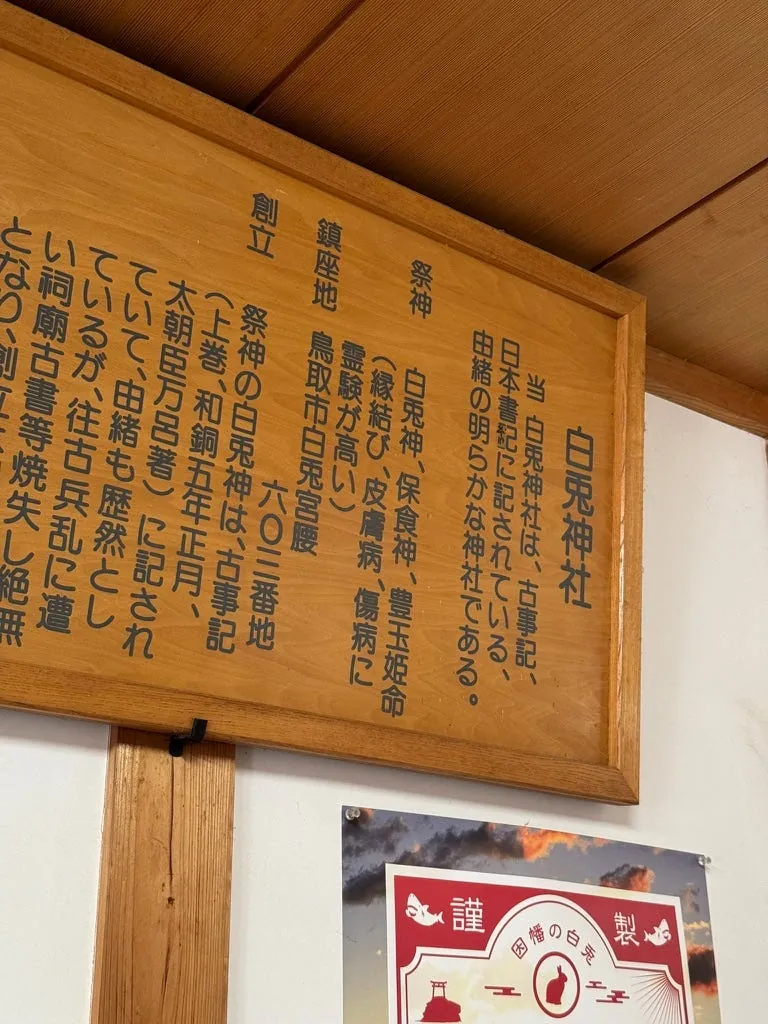 白兎神社
当 白兎神社は、古事記、
日本書紀に記されている、
由緒の明らかな神社である。
祭神
白兎神、保食神、豊玉姫命
（縁結び、皮膚病、傷病に
霊験が高い）
鎮座地
鳥取市白兎宮腰
六〇三番地
創立
祭神の白兎神は、古事記
（上巻、和銅五年正月、
太朝臣万呂著）に記され
ていて、由緒も歴然とし
ているが、往古兵乱に遭
い祠廟古書等焼失し絶無
となり、創立
謹製
因幡の白兎